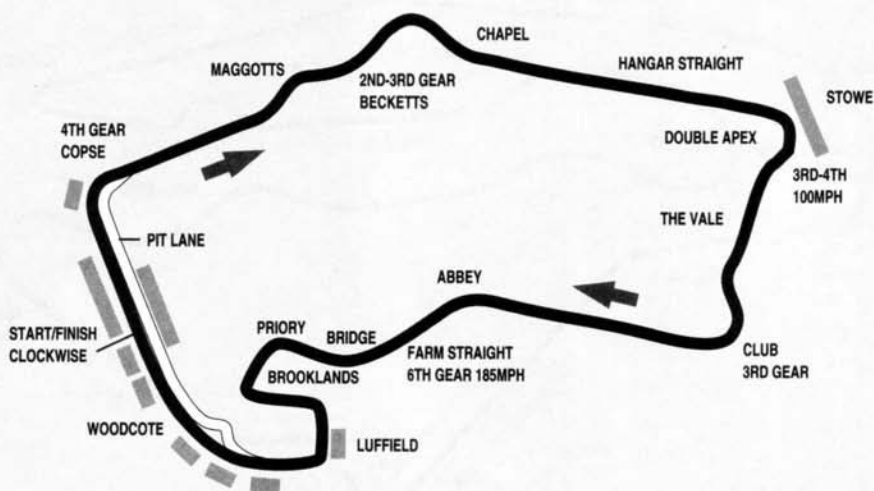 CHAPEL
MAGGOTTS
2ND-3RD GEAR
BECKETTS
HANGAR STRAIGHT
STOWE
4TH GEAR
COPSE
DOUBLE APEX
3RD-4TH
100MPH
THE VALE
PIT LANE
ABBEY
START/FINISH
CLOCKWISE
PRIORY
BRIDGE
FARM STRAIGHT
6TH GEAR 185MPH
BROOKLANDS
CLUB
3RD GEAR
WOODCOTE
LUFFIELD